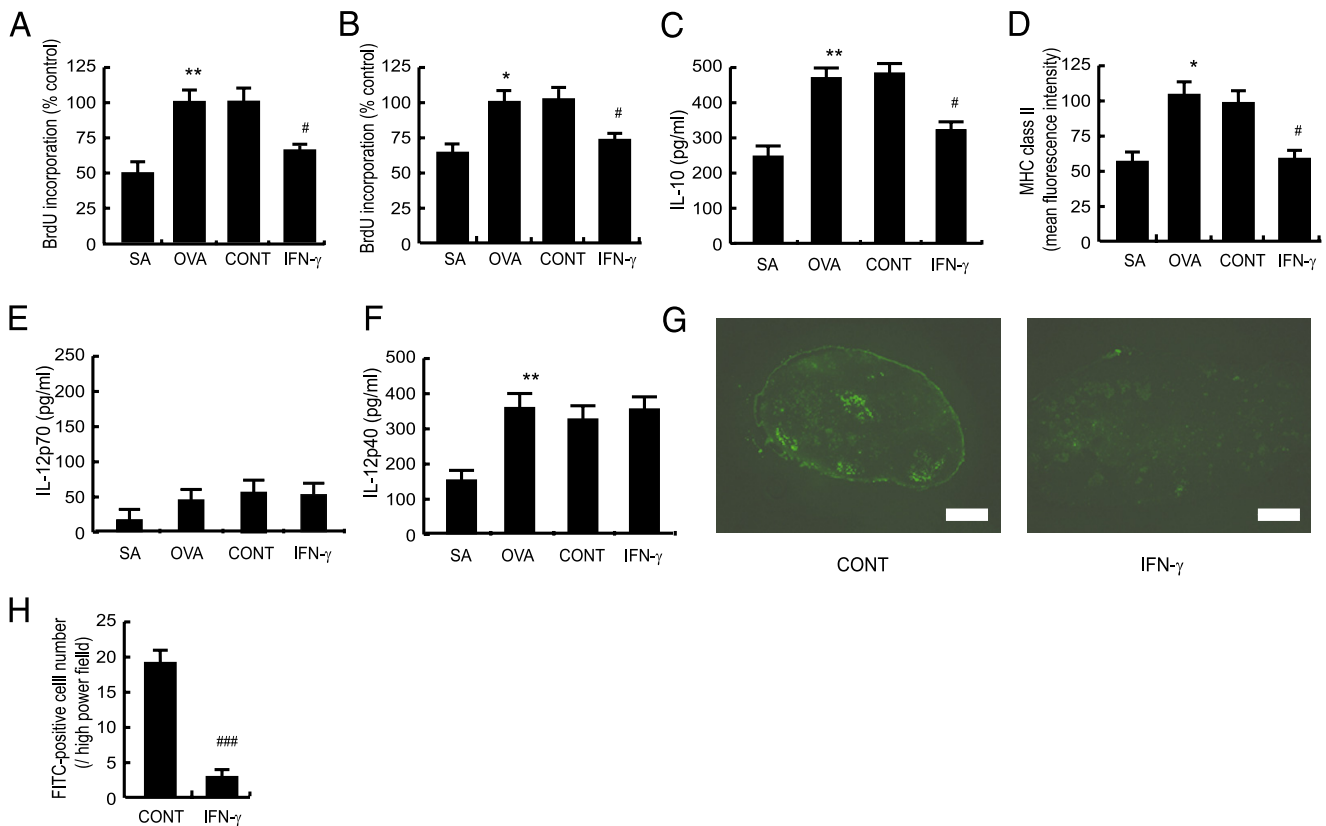 A
BrdU incorporation (% control)
125
100
75
50
25
0
**
#
SA OVA CONT IFN-γ
B
BrdU incorporation (% control)
125
100
75
50
25
0
*
#
SA OVA CONT IFN-γ
C
IL-10 (pg/ml)
500
400
300
200
100
0
**
#
SA OVA CONT IFN-γ
D
MHC class II
(mean fluorescence intensity)
125
100
75
50
25
0
*
#
SA OVA CONT IFN-γ
E
IL-12p70 (pg/ml)
250
200
150
100
50
0
SA OVA CONT IFN-γ
F
IL-12p40 (pg/ml)
500
400
300
200
100
0
**
SA OVA CONT IFN-γ
G
CONT
IFN-γ
H
FITC-positive celll number
(/ high power fielld)
25
20
15
10
5
0
###
CONT IFN-γ